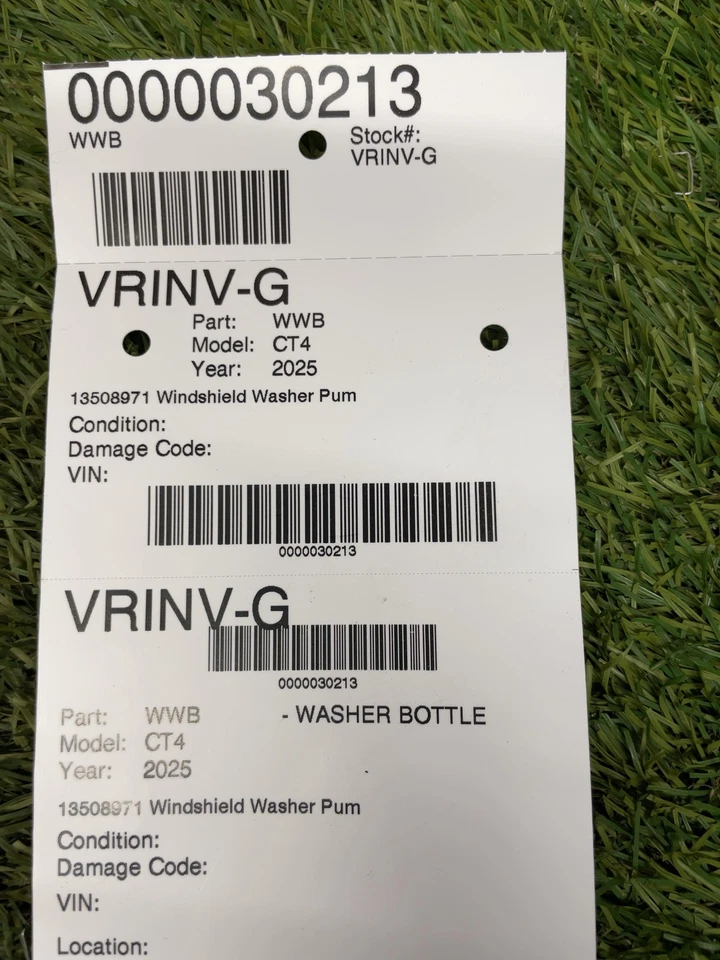 0000030213
WWB
Stock#:
VRINV-G
VRINV-G
Part: WWB
Model: CT4
Year: 2025
13508971 Windshield Washer Pum
Condition:
Damage Code:
VIN:
0000030213
VRINV-G
0000030213
Part: WWB - WASHER BOTTLE
Model: CT4
Year: 2025
13508971 Windshield Washer Pum
Condition:
Damage Code:
VIN:
Location: